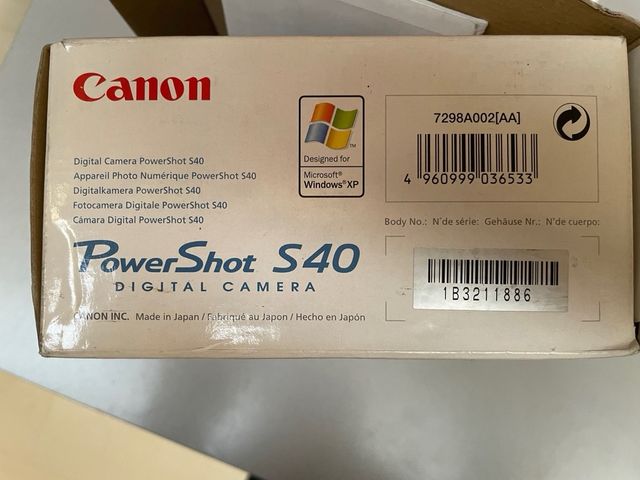 Canon
Digital Camera PowerShot S40
Appareil Photo Numérique PowerShot S40
Digitalkamera PowerShot S40
Fotocamera Digitale PowerShot S40
Cámara Digital PowerShot S40
PowerShot S40
DIGITAL CAMERA
CANON INC. Made in Japan / Fabriqué au Japon / Hecho en Japón
TM
Designed for
Microsoft®
Windows®XP
7298A002[AA]
4 960999 036533
Body No.: N° de série: Gehäuse Nr.: N° de cuerpo:
1B3211886